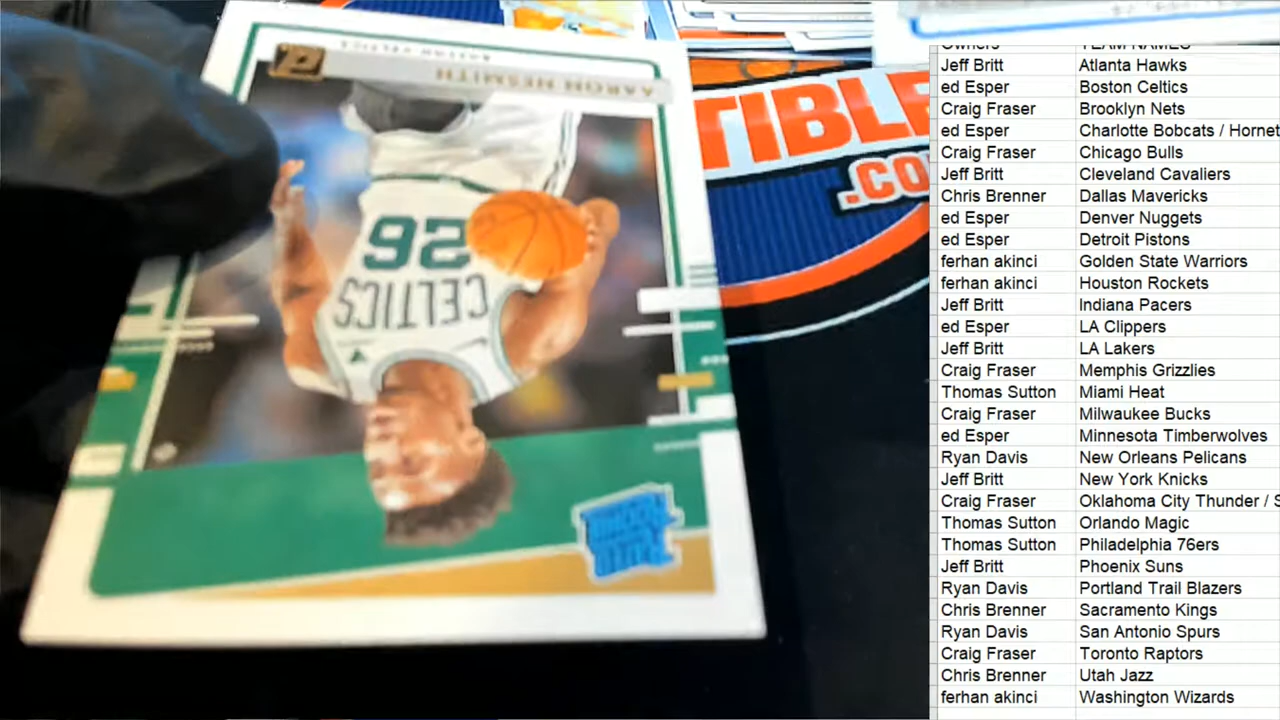 BOSTON CELTICS
AARON NESMITH
26
CELTICS
RATED
ROOKIE
TIBLE
.CO
Owners TEAM NAMES
Jeff Britt Atlanta Hawks
ed Esper Boston Celtics
Craig Fraser Brooklyn Nets
ed Esper Charlotte Bobcats / Hornet
Craig Fraser Chicago Bulls
Jeff Britt Cleveland Cavaliers
Chris Brenner Dallas Mavericks
ed Esper Denver Nuggets
ed Esper Detroit Pistons
ferhan akinci Golden State Warriors
ferhan akinci Houston Rockets
Jeff Britt Indiana Pacers
ed Esper LA Clippers
Jeff Britt LA Lakers
Craig Fraser Memphis Grizzlies
Thomas Sutton Miami Heat
Craig Fraser Milwaukee Bucks
ed Esper Minnesota Timberwolves
Ryan Davis New Orleans Pelicans
Jeff Britt New York Knicks
Craig Fraser Oklahoma City Thunder / S
Thomas Sutton Orlando Magic
Thomas Sutton Philadelphia 76ers
Jeff Britt Phoenix Suns
Ryan Davis Portland Trail Blazers
Chris Brenner Sacramento Kings
Ryan Davis San Antonio Spurs
Craig Fraser Toronto Raptors
Chris Brenner Utah Jazz
ferhan akinci Washington Wizards